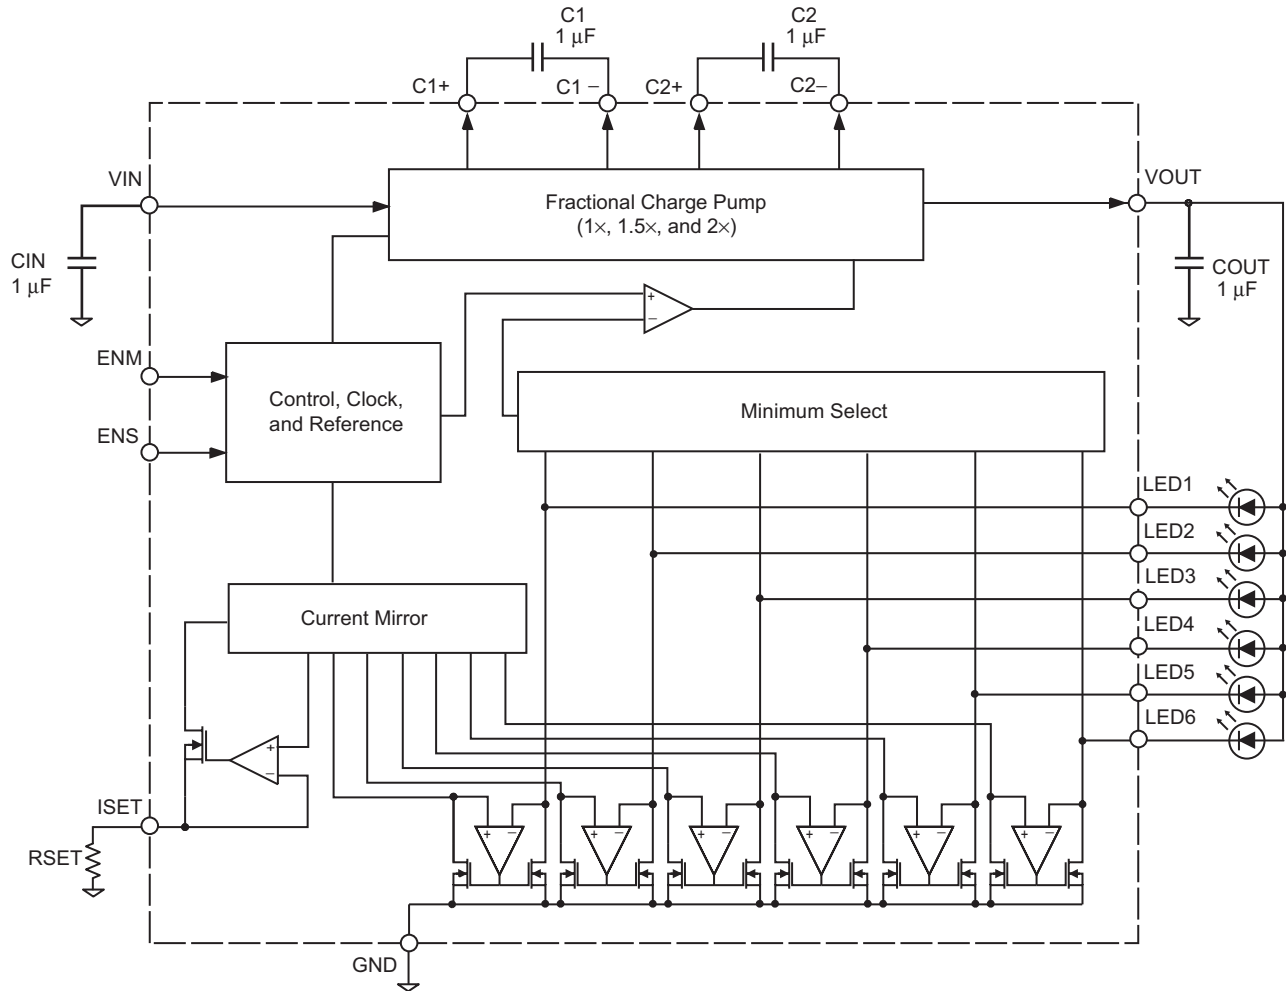 C1
1 μF
C2
1 μF
C1+
C1 –
C2+
C2–
VIN
VOUT
Fractional Charge Pump
(1×, 1.5×, and 2×)
CIN
1 μF
COUT
1 μF
+
–
ENM
ENS
Control, Clock,
and Reference
Minimum Select
LED1
LED2
LED3
LED4
LED5
LED6
Current Mirror
+
–
ISET
RSET
+ –
+ –
+ –
+ –
+ –
+ –
GND